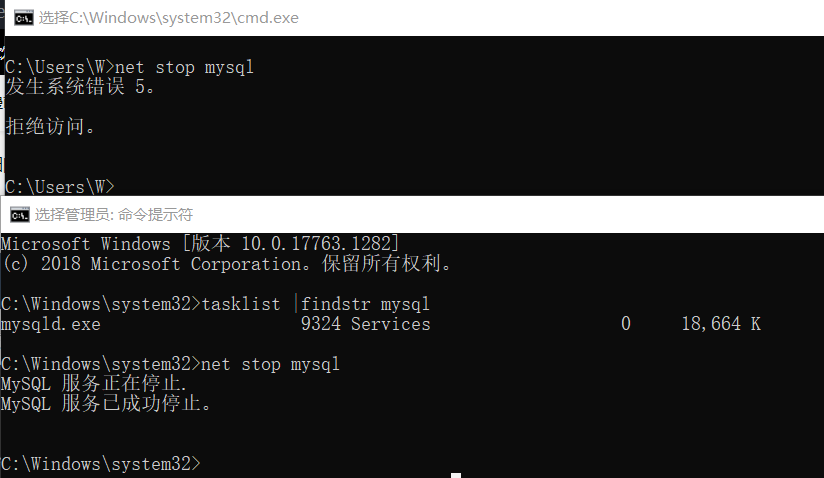 选择C:\Windows\system32\cmd.exe
C:\Users\W>net stop mysql
发生系统错误 5。
拒绝访问。
C:\Users\W>
选择管理员: 命令提示符
Microsoft Windows [版本 10.0.17763.1282]
(c) 2018 Microsoft Corporation。保留所有权利。
C:\Windows\system32>tasklist |findstr mysql
mysqld.exe 9324 Services 0 18,664 K
C:\Windows\system32>net stop mysql
MySQL 服务正在停止.
MySQL 服务已成功停止。
C:\Windows\system32>